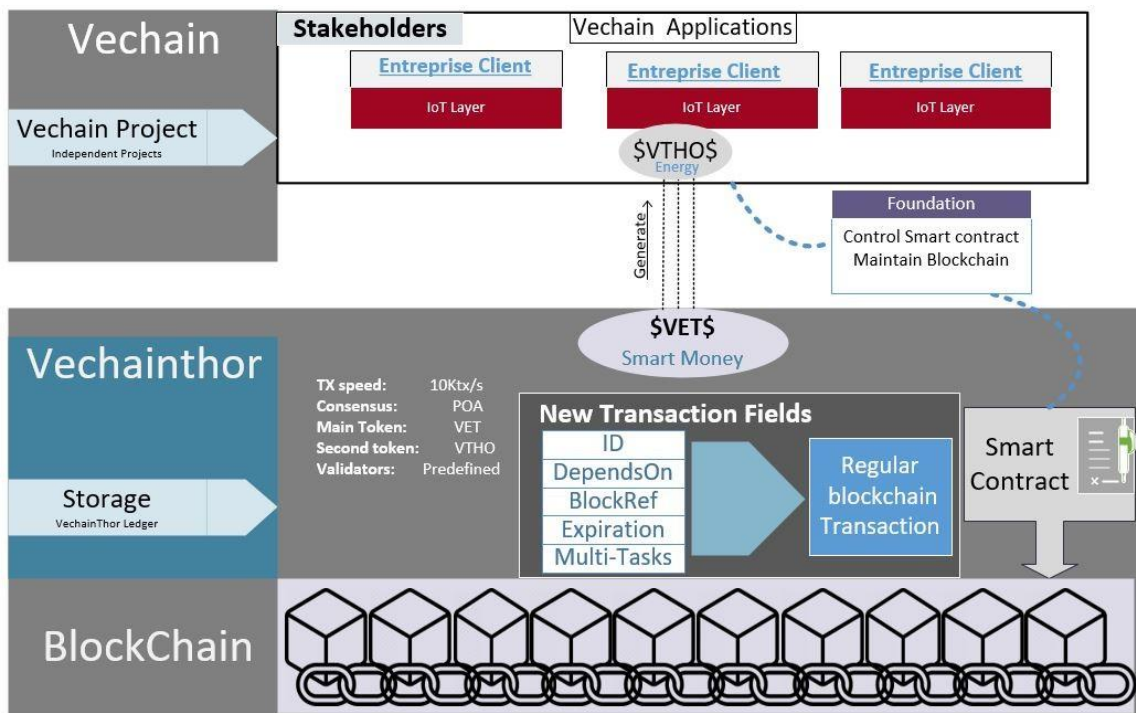 Vechain
Stakeholders
Vechain Applications
Entreprise Client
Entreprise Client
Entreprise Client
IoT Layer
IoT Layer
IoT Layer
Vechain Project
Independent Projects
$VTHO$
Energy
Generate
Foundation
Control Smart contract
Maintain Blockchain
$VET$
Smart Money
Vechainthor
TX speed: 10Ktx/s
Consensus: POA
Main Token: VET
Second token: VTHO
Validators: Predefined
New Transaction Fields
ID
DependsOn
BlockRef
Expiration
Multi-Tasks
Regular
blockchain
Transaction
Smart
Contract
Storage
VechainThor Ledger
BlockChain